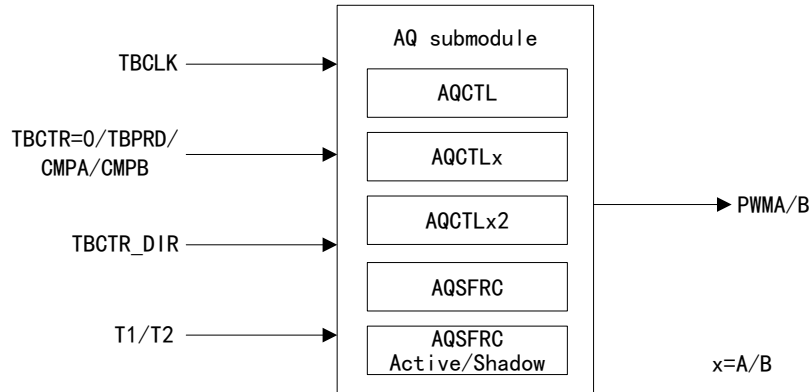 AQ submodule
TBCLK
AQCTL
TBCTR=0/TBPRD/
CMPA/CMPB
AQCTLx
AQCTLx2
PWMA/B
TBCTR_DIR
AQSFRC
T1/T2
AQSFRC
Active/Shadow
x=A/B